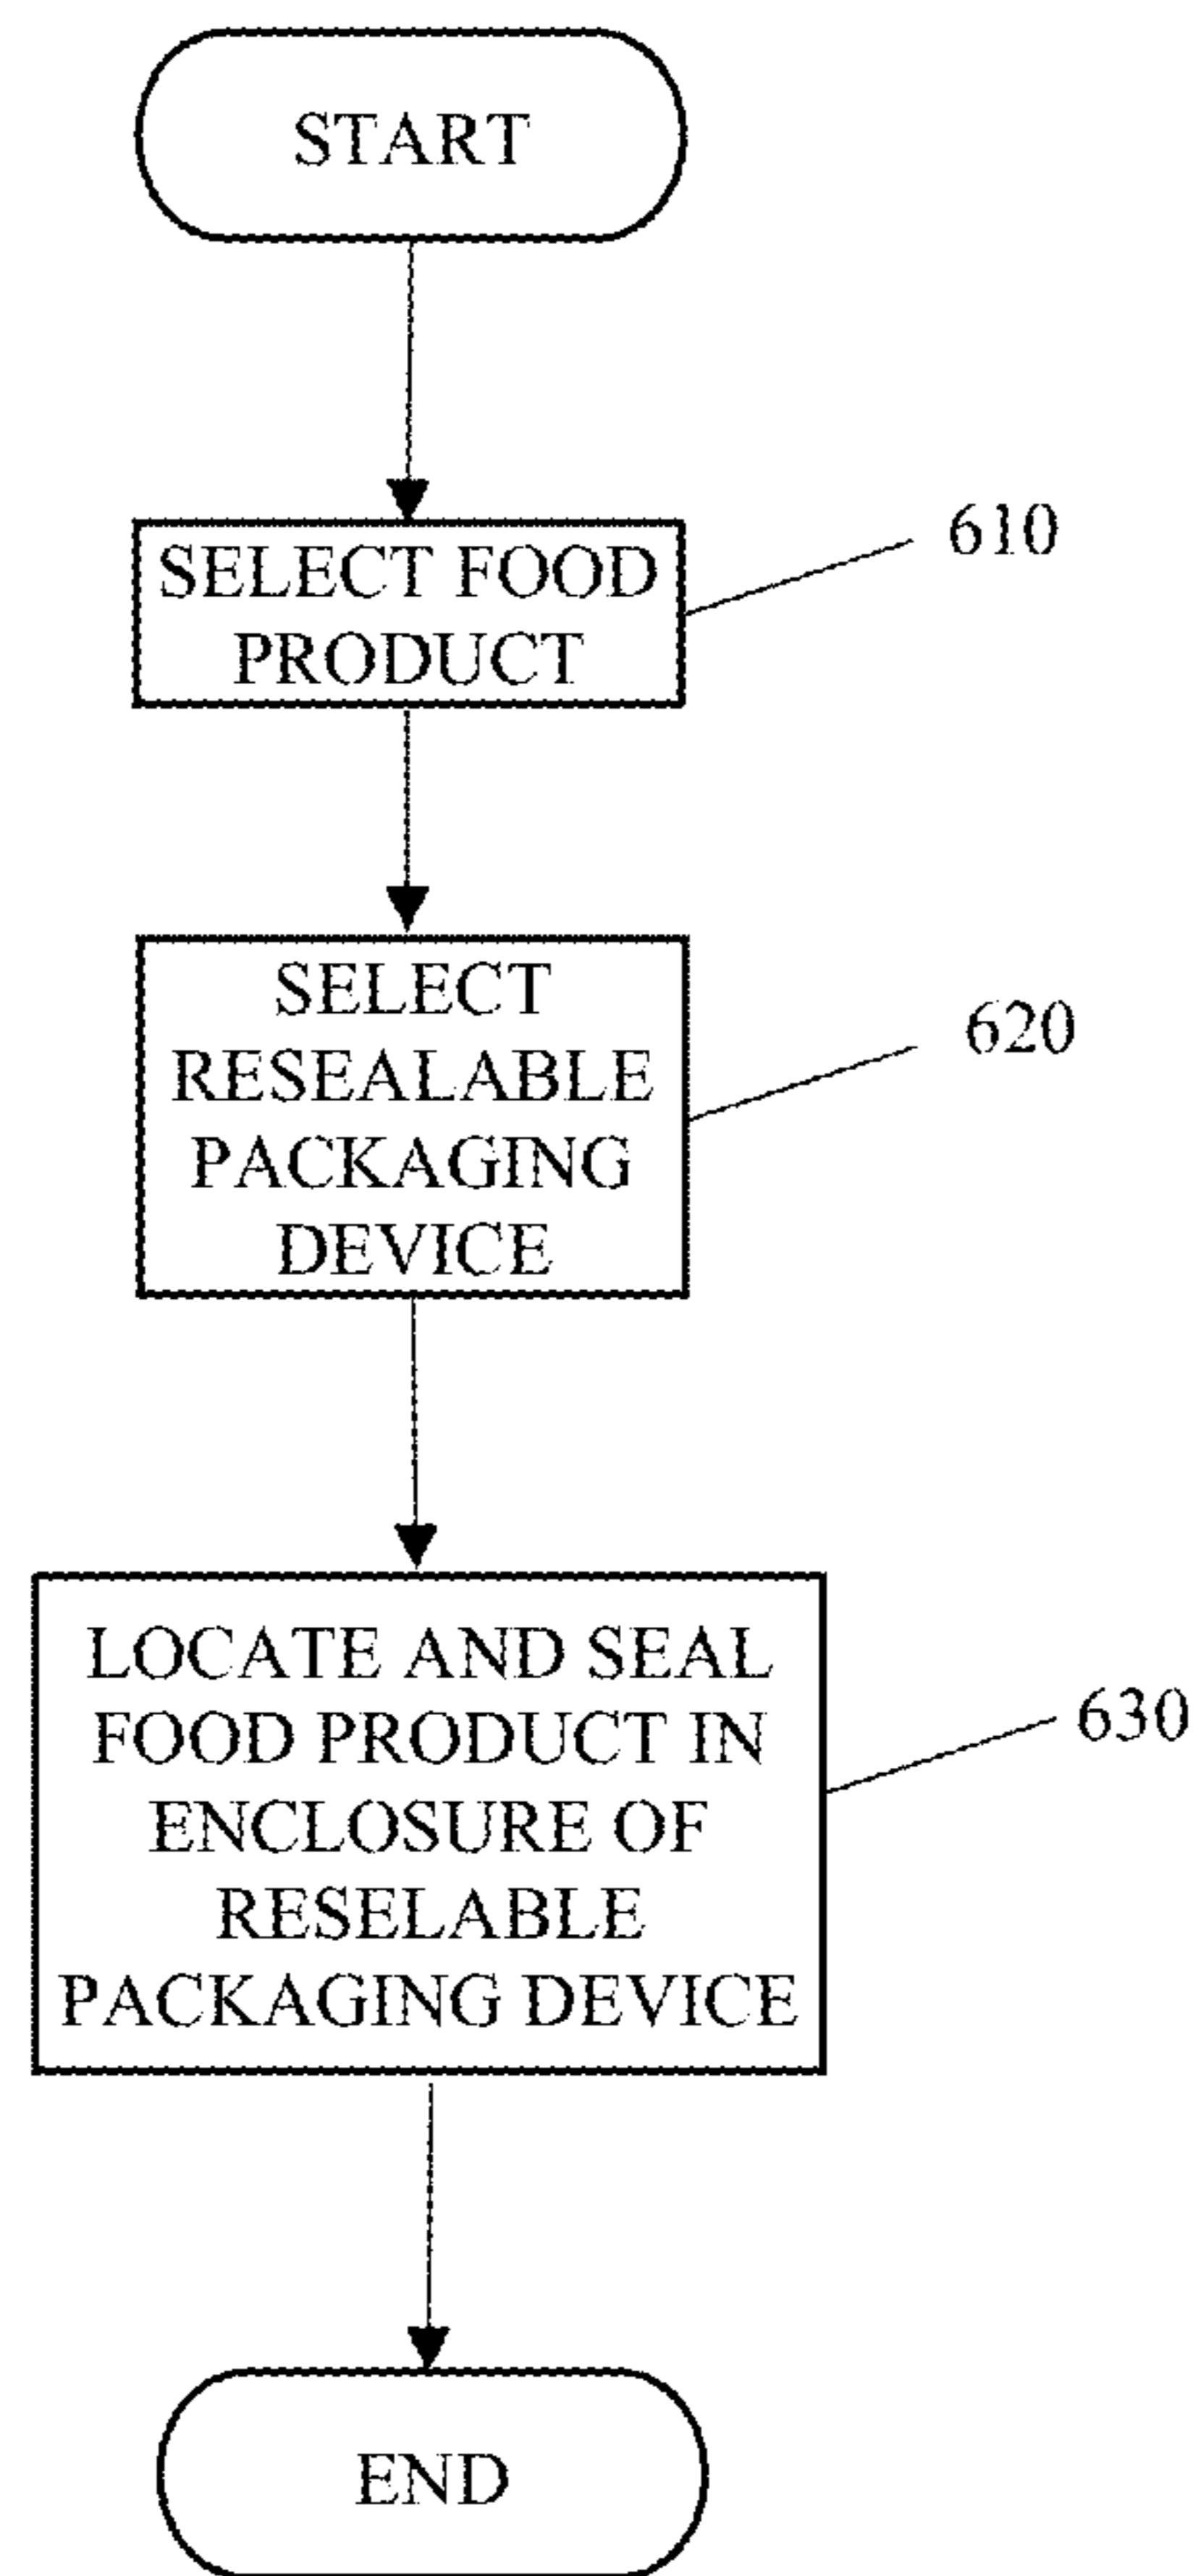 START
SELECT FOOD
PRODUCT
610
SELECT
RESEALABLE
PACKAGING
DEVICE
620
LOCATE AND SEAL
FOOD PRODUCT IN
ENCLOSURE OF
RESELABLE
PACKAGING DEVICE
630
END